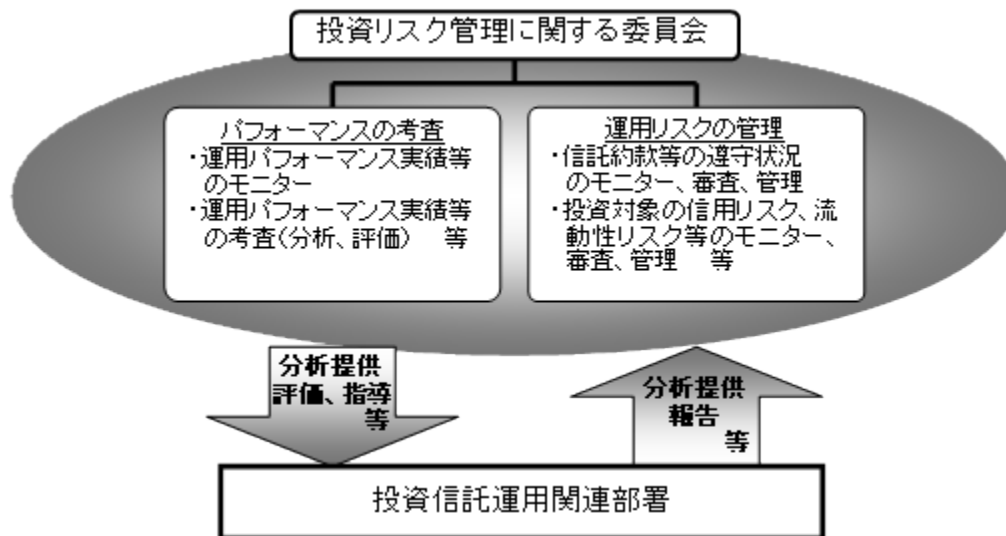 投資リスク管理に関する委員会
パフォーマンスの考査
・運用パフォーマンス実績等
のモニター
・運用パフォーマンス実績等
の考査(分析、評価) 等
運用リスクの管理
・信託約款等の遵守状況
のモニター、審査、管理
・投資対象の信用リスク、流
動性リスク等のモニター、
審査、管理 等
分析提供
評価、指導
等
分析提供
報告
等
投資信託運用関連部署